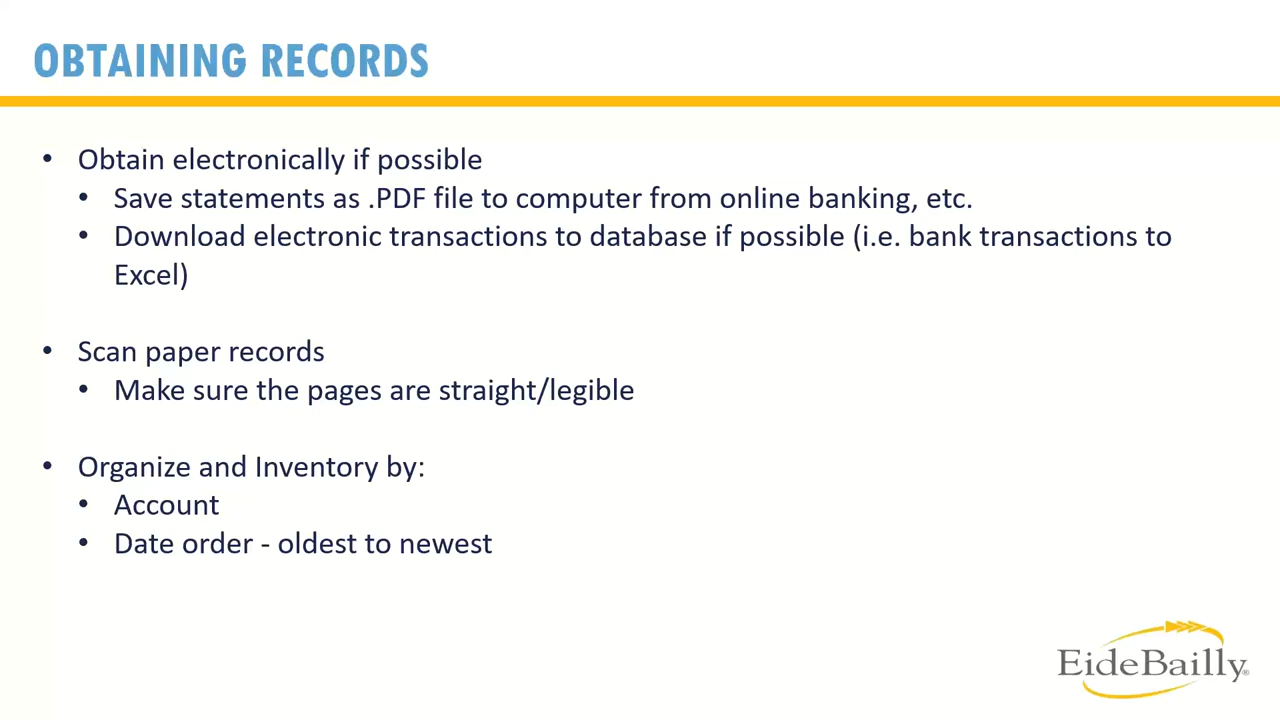 OBTAINING RECORDS
• Obtain electronically if possible
• Save statements as .PDF file to computer from online banking, etc.
• Download electronic transactions to database if possible (i.e. bank transactions to
Excel)
• Scan paper records
• Make sure the pages are straight/legible
• Organize and Inventory by:
• Account
• Date order - oldest to newest
EideBailly®